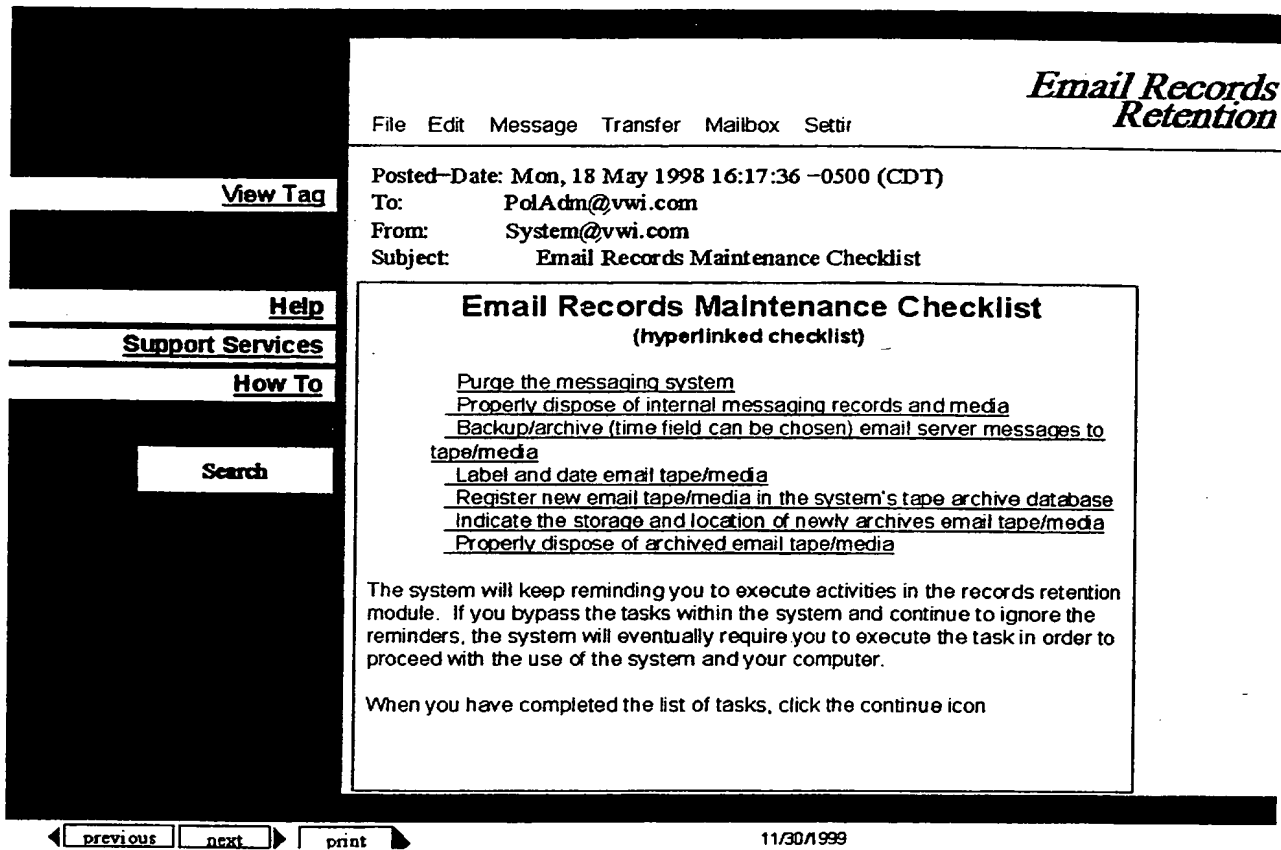 Email Records
Retention
File Edit Message Transfer Mailbox Settir
Posted-Date: Mon, 18 May 1998 16:17:36 -0500 (CDT)
To: PolAdm@vwi.com
From: System@vwi.com
Subject: Email Records Maintenance Checklist
View Tag
Help
Support Services
How To
Search
Email Records Maintenance Checklist
(hyperlinked checklist)
Purge the messaging system
Properly dispose of internal messaging records and media
Backup/archive (time field can be chosen) email server messages to
tape/media
Label and date email tape/media
Register new email tape/media in the system's tape archive database
Indicate the storage and location of newly archives email tape/media
Properly dispose of archived email tape/media
The system will keep reminding you to execute activities in the records retention
module. If you bypass the tasks within the system and continue to ignore the
reminders, the system will eventually require you to execute the task in order to
proceed with the use of the system and your computer.
When you have completed the list of tasks, click the continue icon
previous next print 11/30/1999